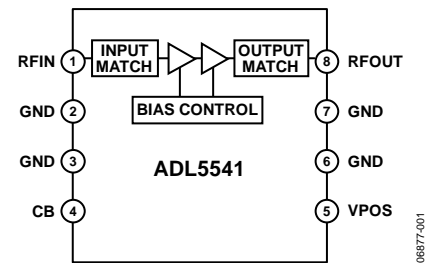 RFIN 1 INPUT MATCH OUTPUT MATCH 8 RFOUT
GND 2 BIAS CONTROL 7 GND
GND 3 ADL5541 6 GND
CB 4 5 VPOS
06877-001